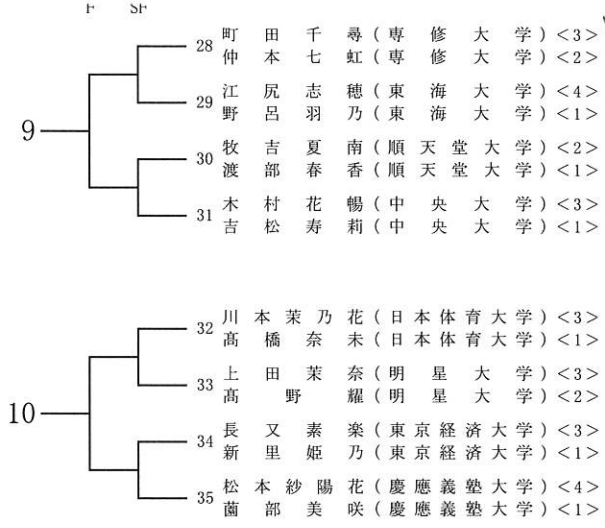 F SF
28 町田千尋(専修大学)<3>
仲本七虹(専修大学)<2>
29 江尻志穂(東海大学)<4>
野呂羽乃(東海大学)<1>
9
30 牧吉夏南(順天堂大学)<2>
渡部春香(順天堂大学)<1>
31 木村花暢(中央大学)<3>
吉松寿莉(中央大学)<1>
32 川本茉乃花(日本体育大学)<3>
髙橋奈未(日本体育大学)<1>
33 上田茉奈(明星大学)<3>
髙野耀(明星大学)<2>
10
34 長又素楽(東京経済大学)<3>
新里姫乃(東京経済大学)<1>
35 松本紗陽花(慶應義塾大学)<4>
薗部美咲(慶應義塾大学)<1>